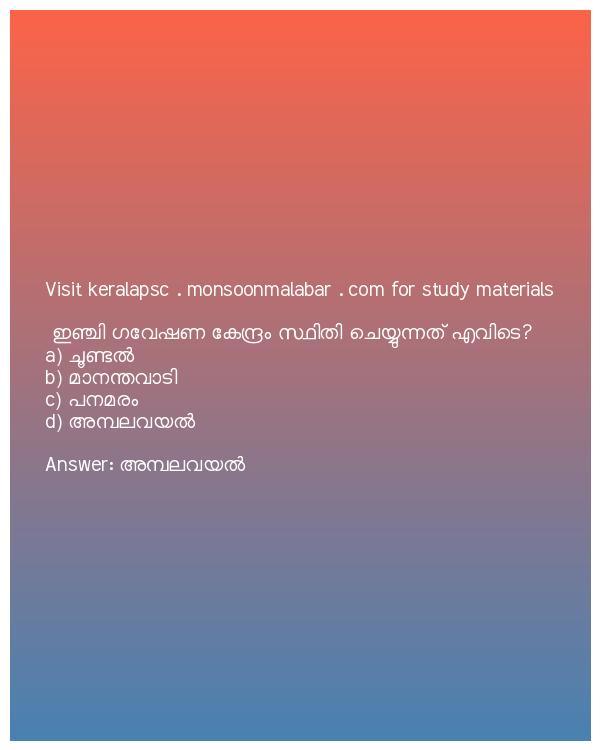 Visit keralapsc . monsoonmalabar . com for study materials
ഇഞ്ചി ഗവേഷണ കേന്ദ്രം സ്ഥിതി ചെയ്യുന്നത് എവിടെ?
a) ചൂണ്ടൽ
b) മാനന്തവാടി
c) പനമരം
d) അമ്പലവയൽ
Answer: അമ്പലവയൽ